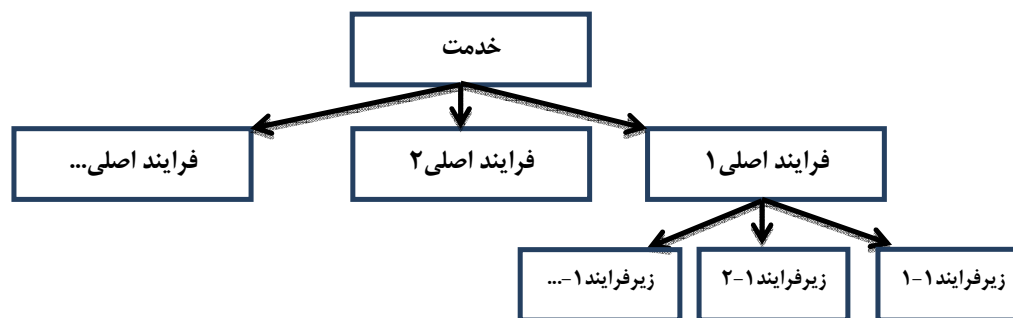 خدمت
فرایند اصلی۱
فرایند اصلی۲
فرایند اصلی...
زیرفرایند۱-۱
زیرفرایند۱-۲
زیرفرایند۱-...